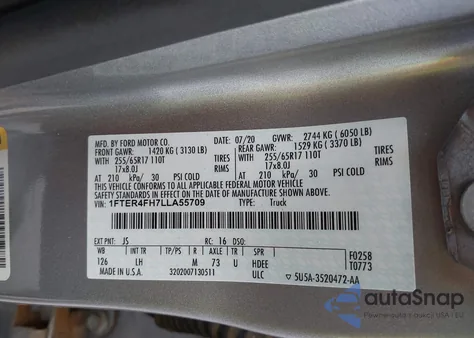 MFD. BY FORD MOTOR CO.
07/20 GVWR: 2744 KG (6050 LB)
FRONT GAWR: 1420 KG (3130 LB) REAR GAWR: 1529 KG (3370 LB)
WITH 255/65R17 110T TIRES WITH 255/65R17 110T TIRES
17x8.0J RIMS 17x8.0J RIMS
AT 210 kPa/ 30 PSI COLD AT 210 kPa/ 30 PSI COLD
THIS VEHICLE CONFORMS TO ALL APPLICABLE FEDERAL MOTOR VEHICLE
SAFETY STANDARDS IN EFFECT ON THE DATE OF MANUFACTURE SHOWN ABOVE.
VIN: 1FTER4FH7LLA55709 TYPE: Truck
EXT PNT: JS RC: 16 DSO:
WB INT TR TP/PS R AXLE TR SPR F0258
126 LH M 73 U HDEE T0773
MADE IN U.S.A. 3202007130511 ULC 5U5A-3520472-AA
autoSnap